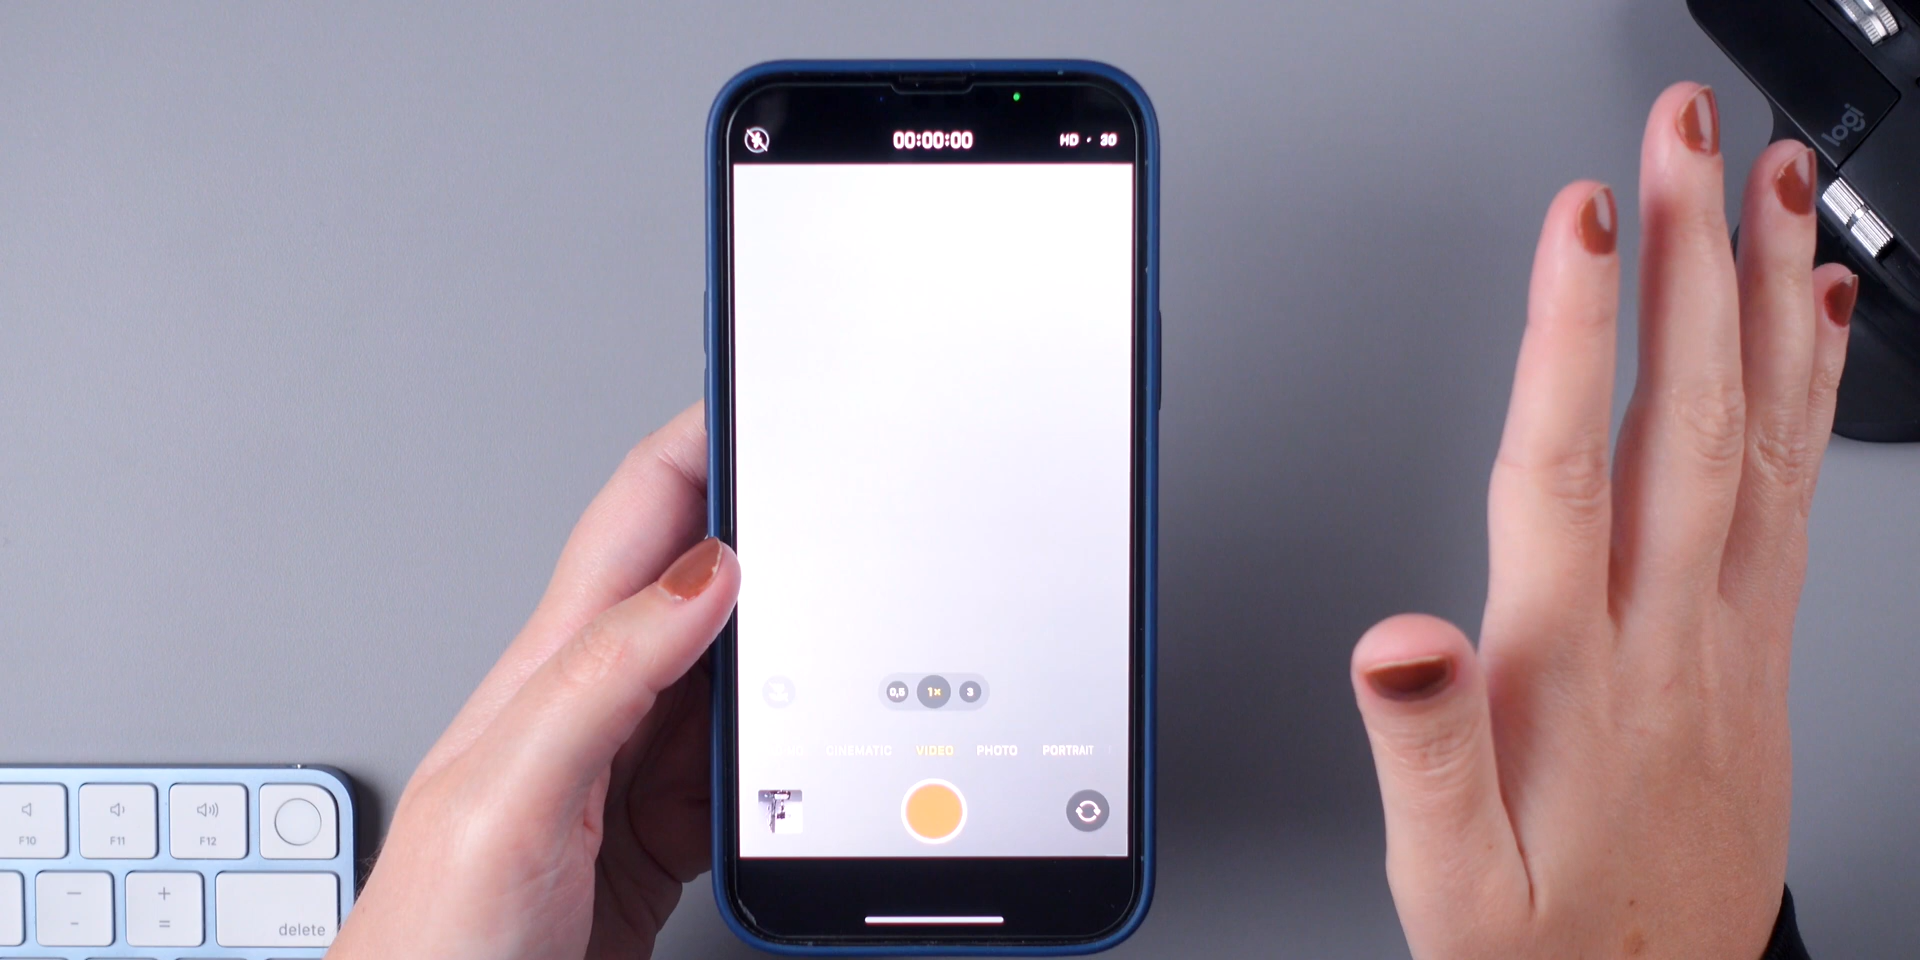 00:00:00
HD · 30
logi
0,5 1× 3
CINEMATIC VIDEO PHOTO PORTRAIT
F10 F11 F12
− +
- =
delete